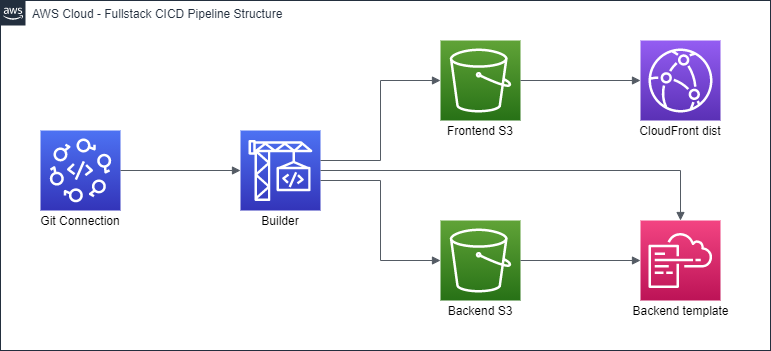 aws
AWS Cloud - Fullstack CICD Pipeline Structure
Frontend S3
CloudFront dist
Git Connection
Builder
Backend S3
Backend template